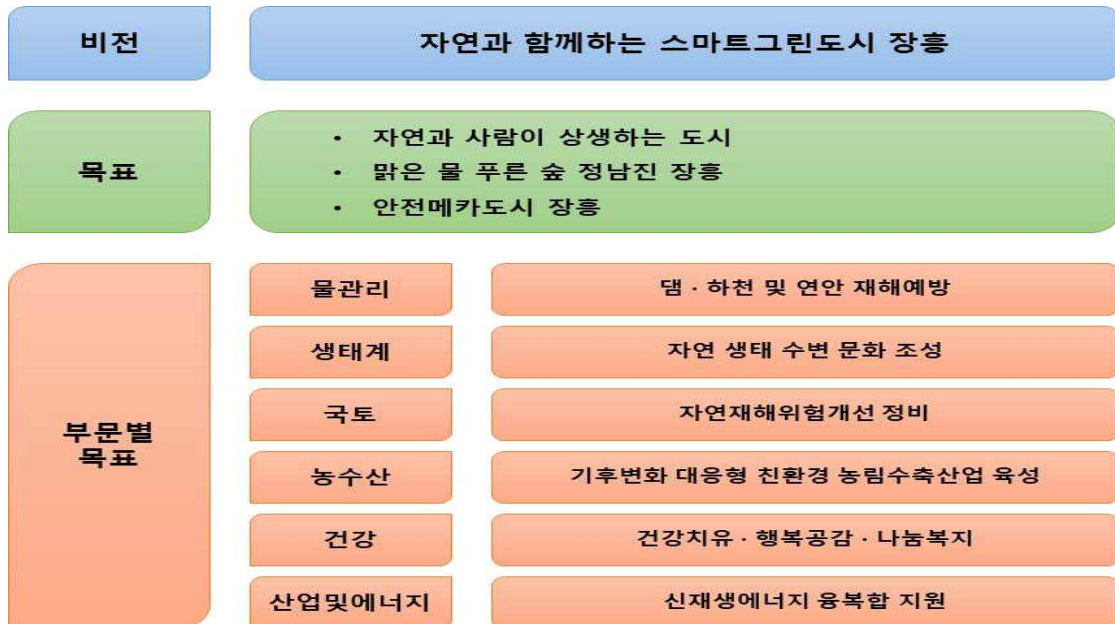 비전
자연과 함께하는 스마트그린도시 장흥
목표
• 자연과 사람이 상생하는 도시
• 맑은 물 푸른 숲 정남진 장흥
• 안전메카도시 장흥
부문별
목표
물관리
댐 · 하천 및 연안 재해예방
생태계
자연 생태 수변 문화 조성
국토
자연재해위험개선 정비
농수산
기후변화 대응형 친환경 농림수축산업 육성
건강
건강치유 · 행복공감 · 나눔복지
산업및에너지
신재생에너지 융복합 지원